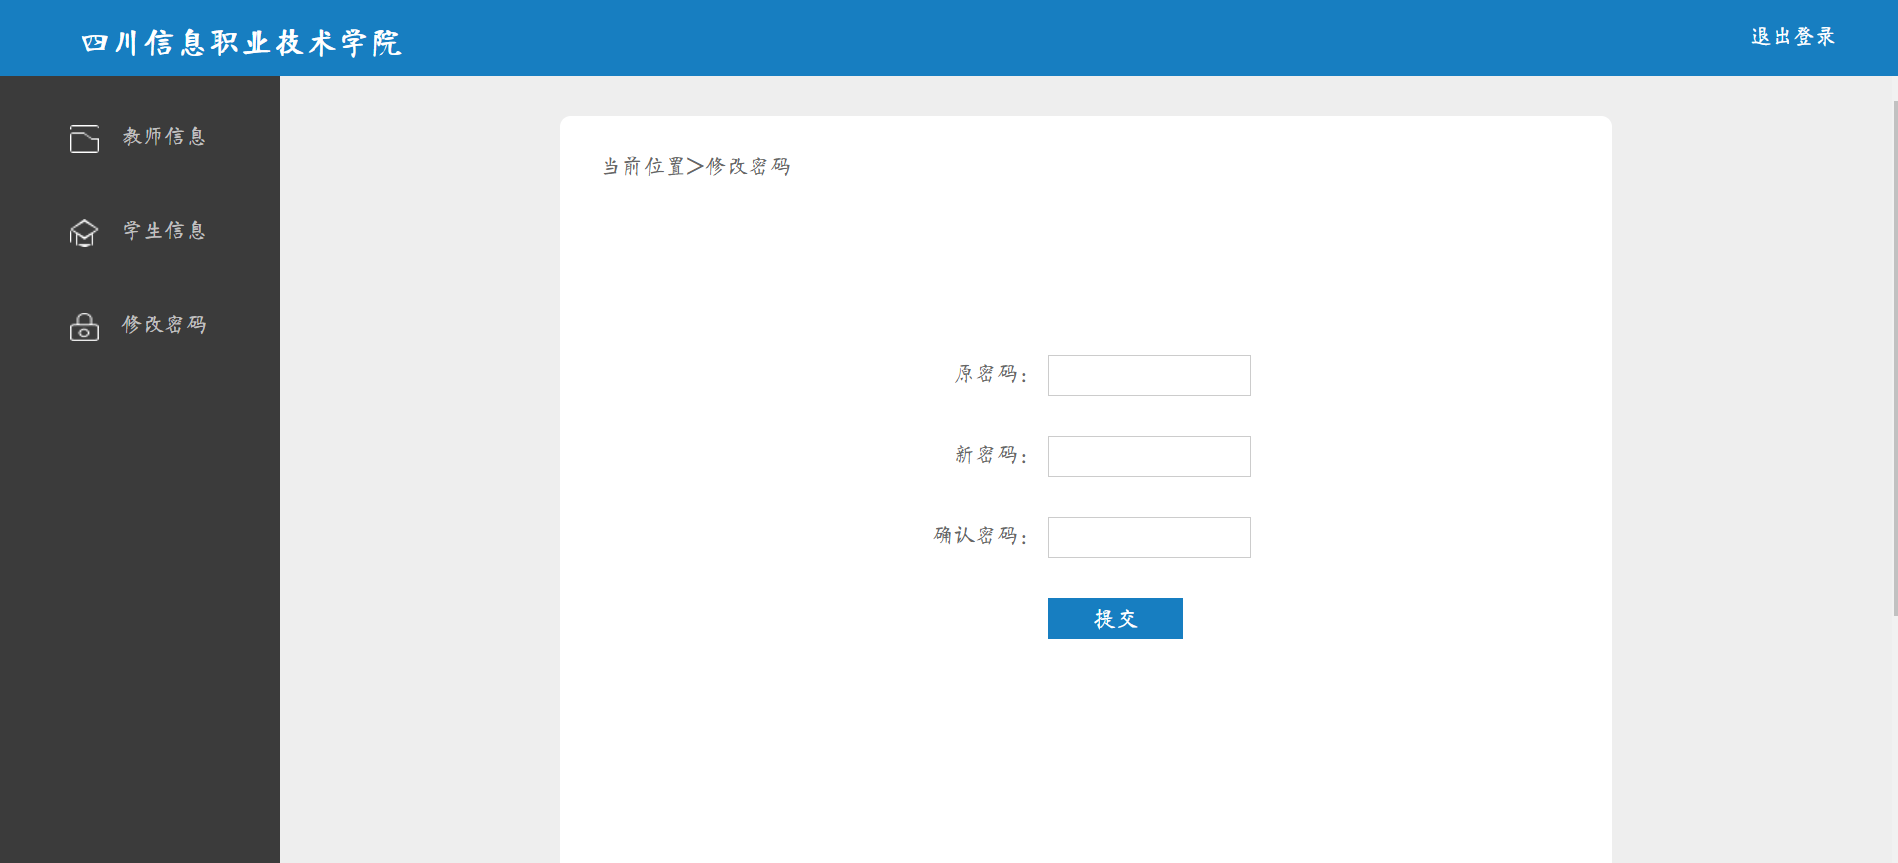 四川信息职业技术学院
退出登录
教师信息
学生信息
修改密码
当前位置>修改密码
原密码：
新密码：
确认密码：
提交